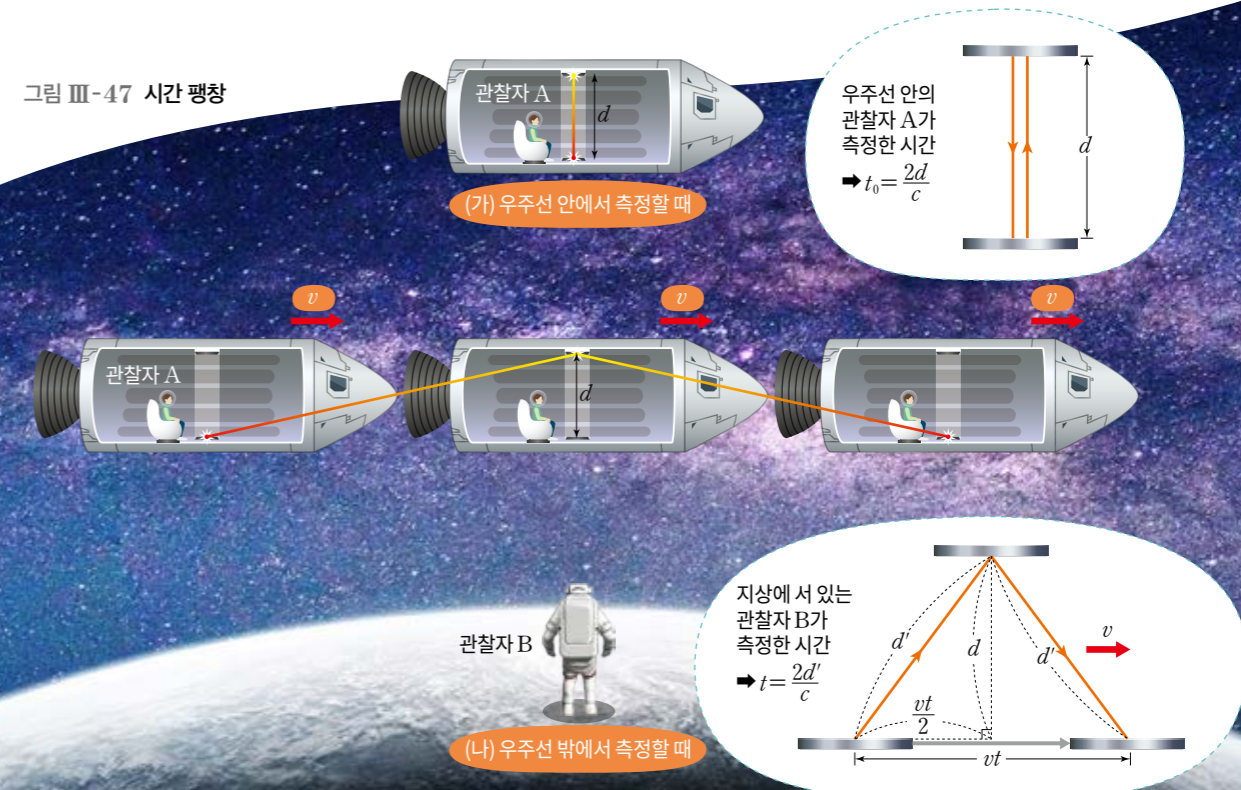 그림 Ⅲ-47 시간 팽창
관찰자 A
d
(가) 우주선 안에서 측정할 때
우주선 안의
관찰자 A가
측정한 시간
➡ t₀ = 2d/c
d
v
v
v
관찰자 A
d
관찰자 B
(나) 우주선 밖에서 측정할 때
지상에 서 있는
관찰자 B가
측정한 시간
➡ t = 2d′/c
d′
d
d′
v
vt/2
vt